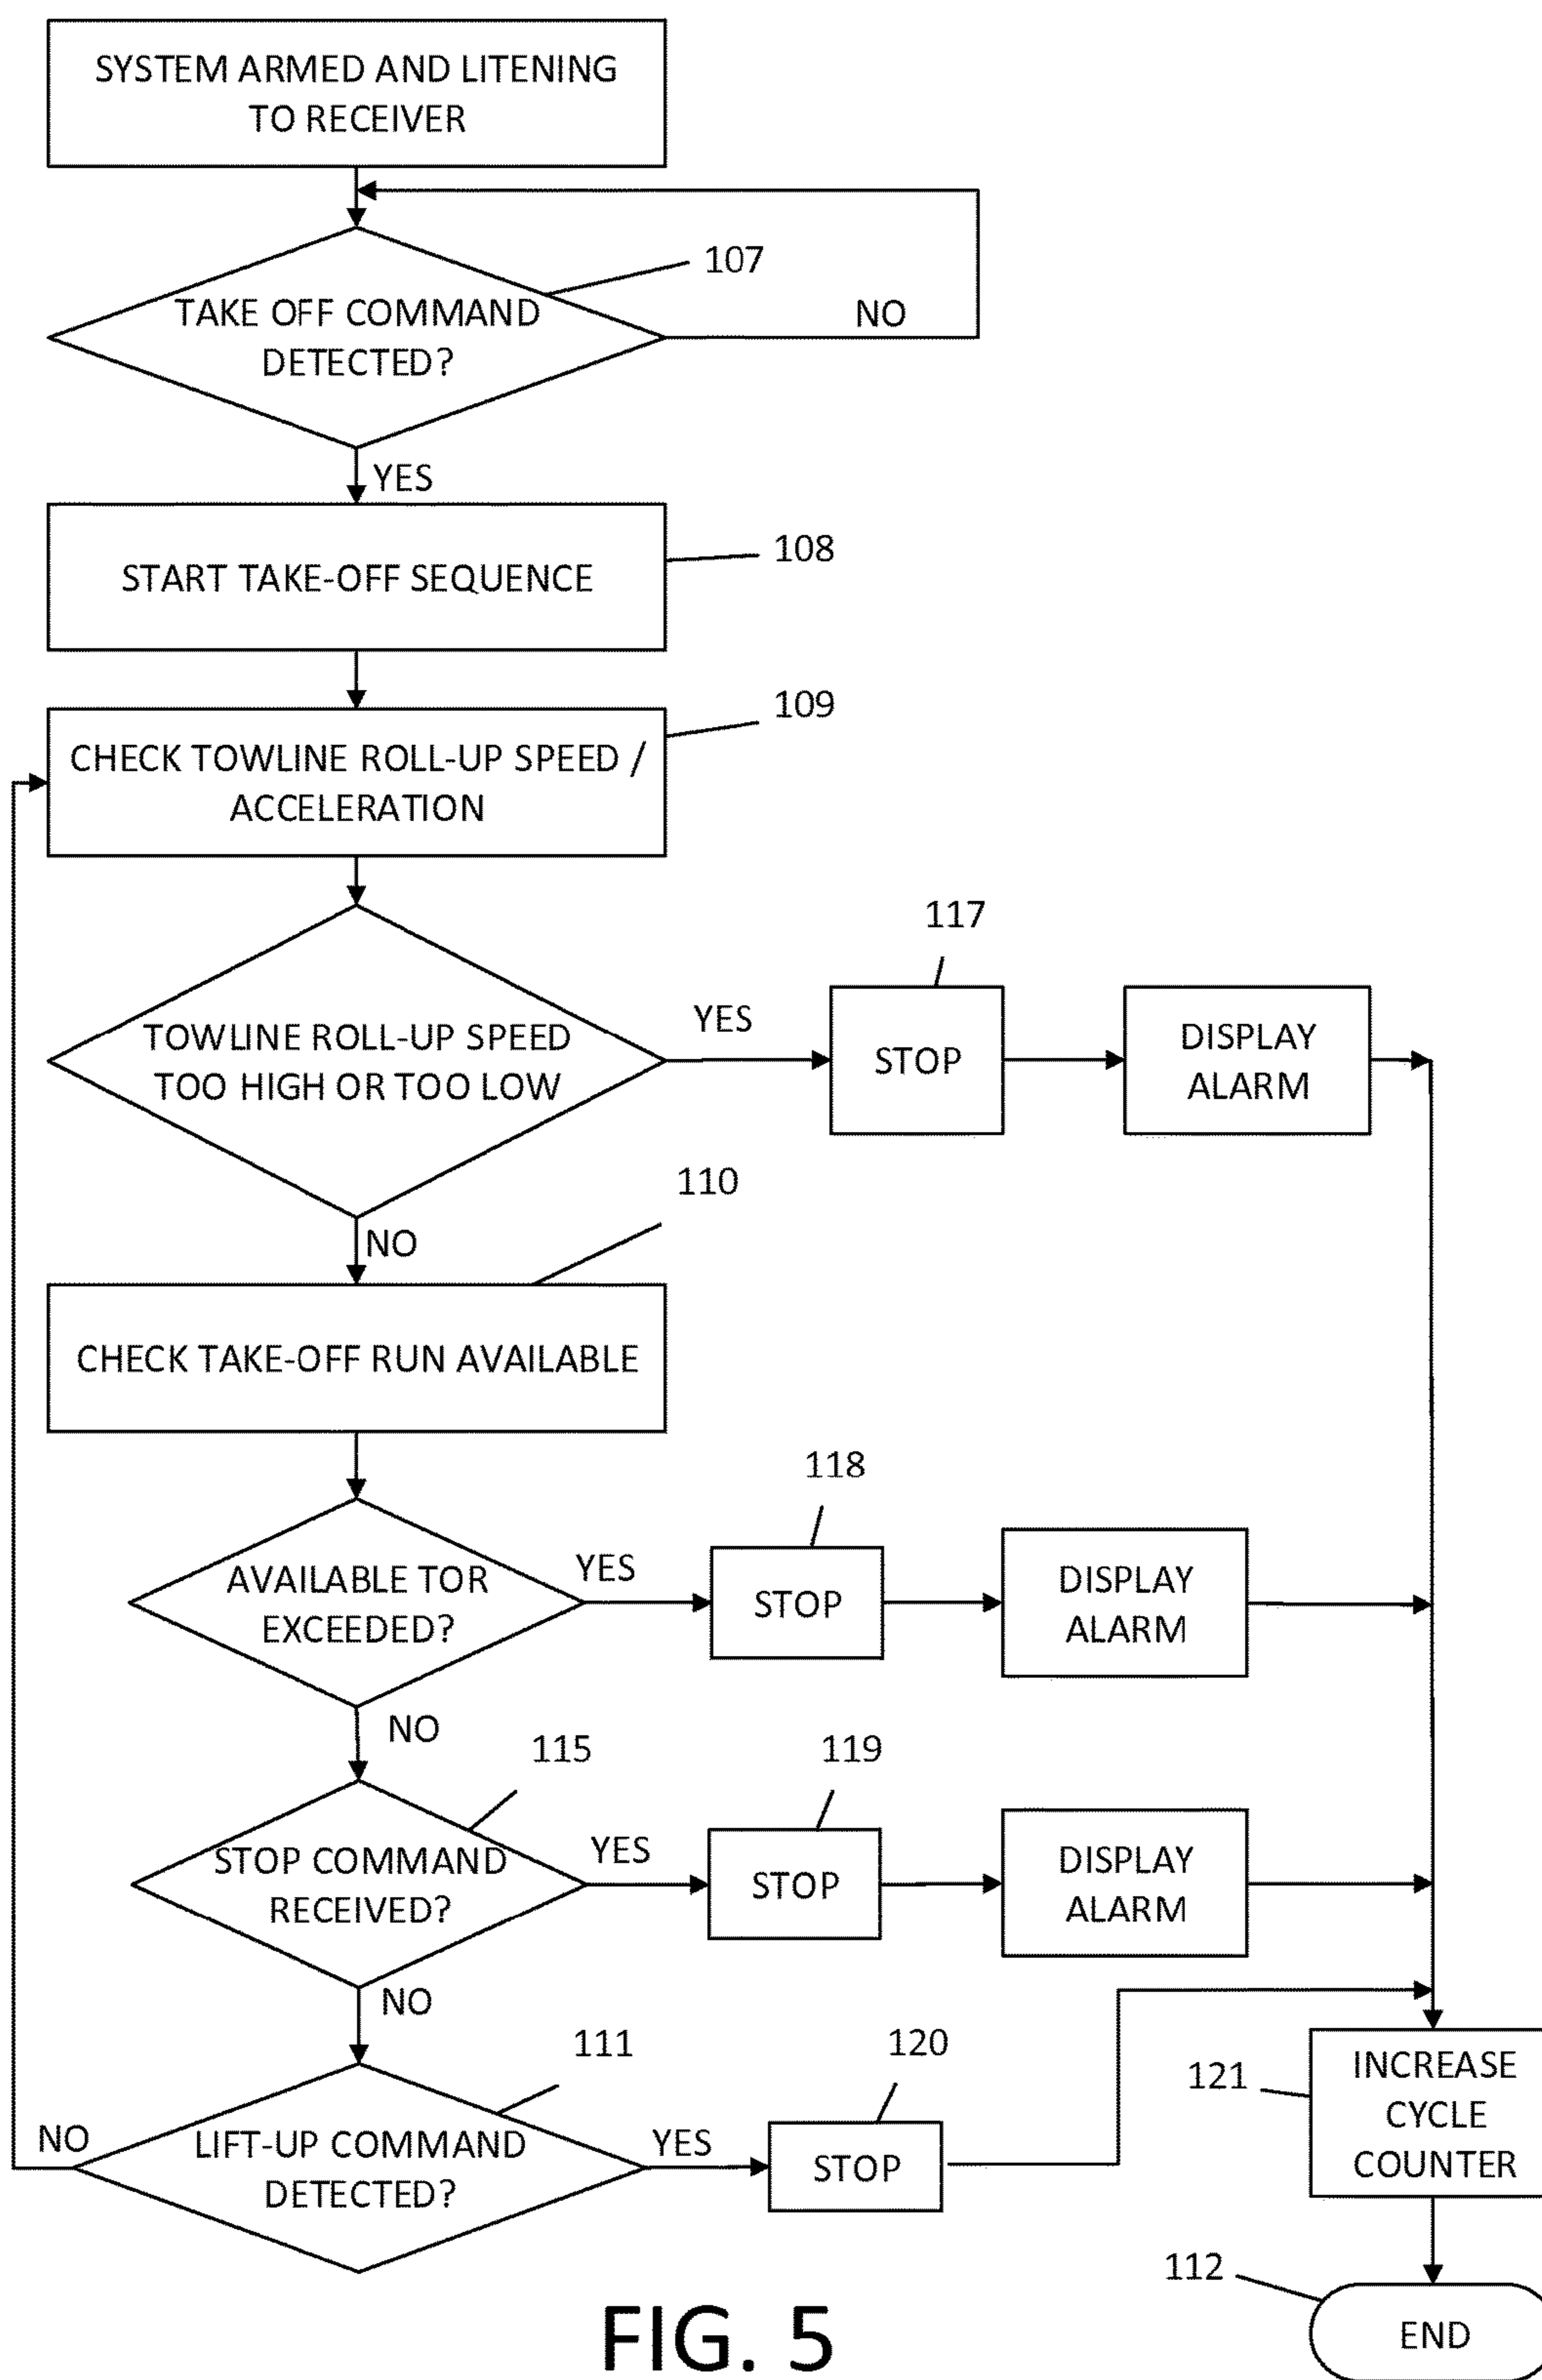 SYSTEM ARMED AND LITENING
TO RECEIVER
107
TAKE OFF COMMAND
DETECTED?
NO
YES
START TAKE-OFF SEQUENCE
108
109
CHECK TOWLINE ROLL-UP SPEED /
ACCELERATION
TOWLINE ROLL-UP SPEED
TOO HIGH OR TOO LOW
YES
117
STOP
DISPLAY
ALARM
NO
110
CHECK TAKE-OFF RUN AVAILABLE
AVAILABLE TOR
EXCEEDED?
YES
118
STOP
DISPLAY
ALARM
NO
115
STOP COMMAND
RECEIVED?
YES
119
STOP
DISPLAY
ALARM
NO
111
NO
LIFT-UP COMMAND
DETECTED?
YES
120
STOP
121
INCREASE
CYCLE
COUNTER
112
END
FIG. 5